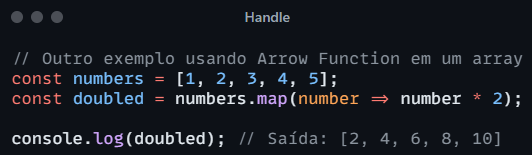 Handle
// Outro exemplo usando Arrow Function em um array
const numbers = [1, 2, 3, 4, 5];
const doubled = numbers.map(number => number * 2);
console.log(doubled); // Saída: [2, 4, 6, 8, 10]